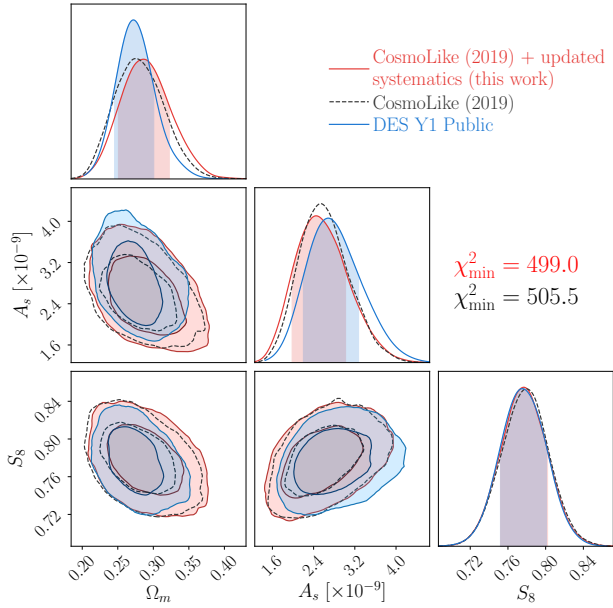 CosmoLike (2019) + updated
systematics (this work)
CosmoLike (2019)
DES Y1 Public
4.0
3.2
2.4
1.6
A_s [×10⁻⁹]
χ²_min = 499.0
χ²_min = 505.5
0.84
0.80
0.76
0.72
S₈
0.20 0.25 0.30 0.35 0.40
Ω_m
1.6 2.4 3.2 4.0
A_s [×10⁻⁹]
0.72 0.76 0.80 0.84
S₈